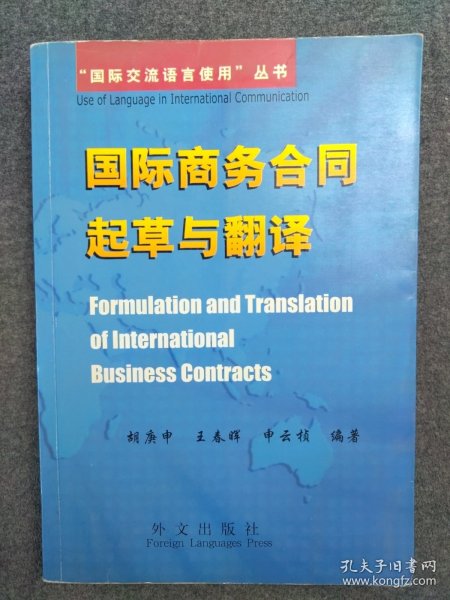 “国际交流语言使用”丛书
Use of Language in International Communication
国际商务合同
起草与翻译
Formulation and Translation
of International
Business Contracts
胡庚申 王春晖 申云桢 编著
外文出版社
Foreign Languages Press
孔夫子旧书网
www.kongfz.com